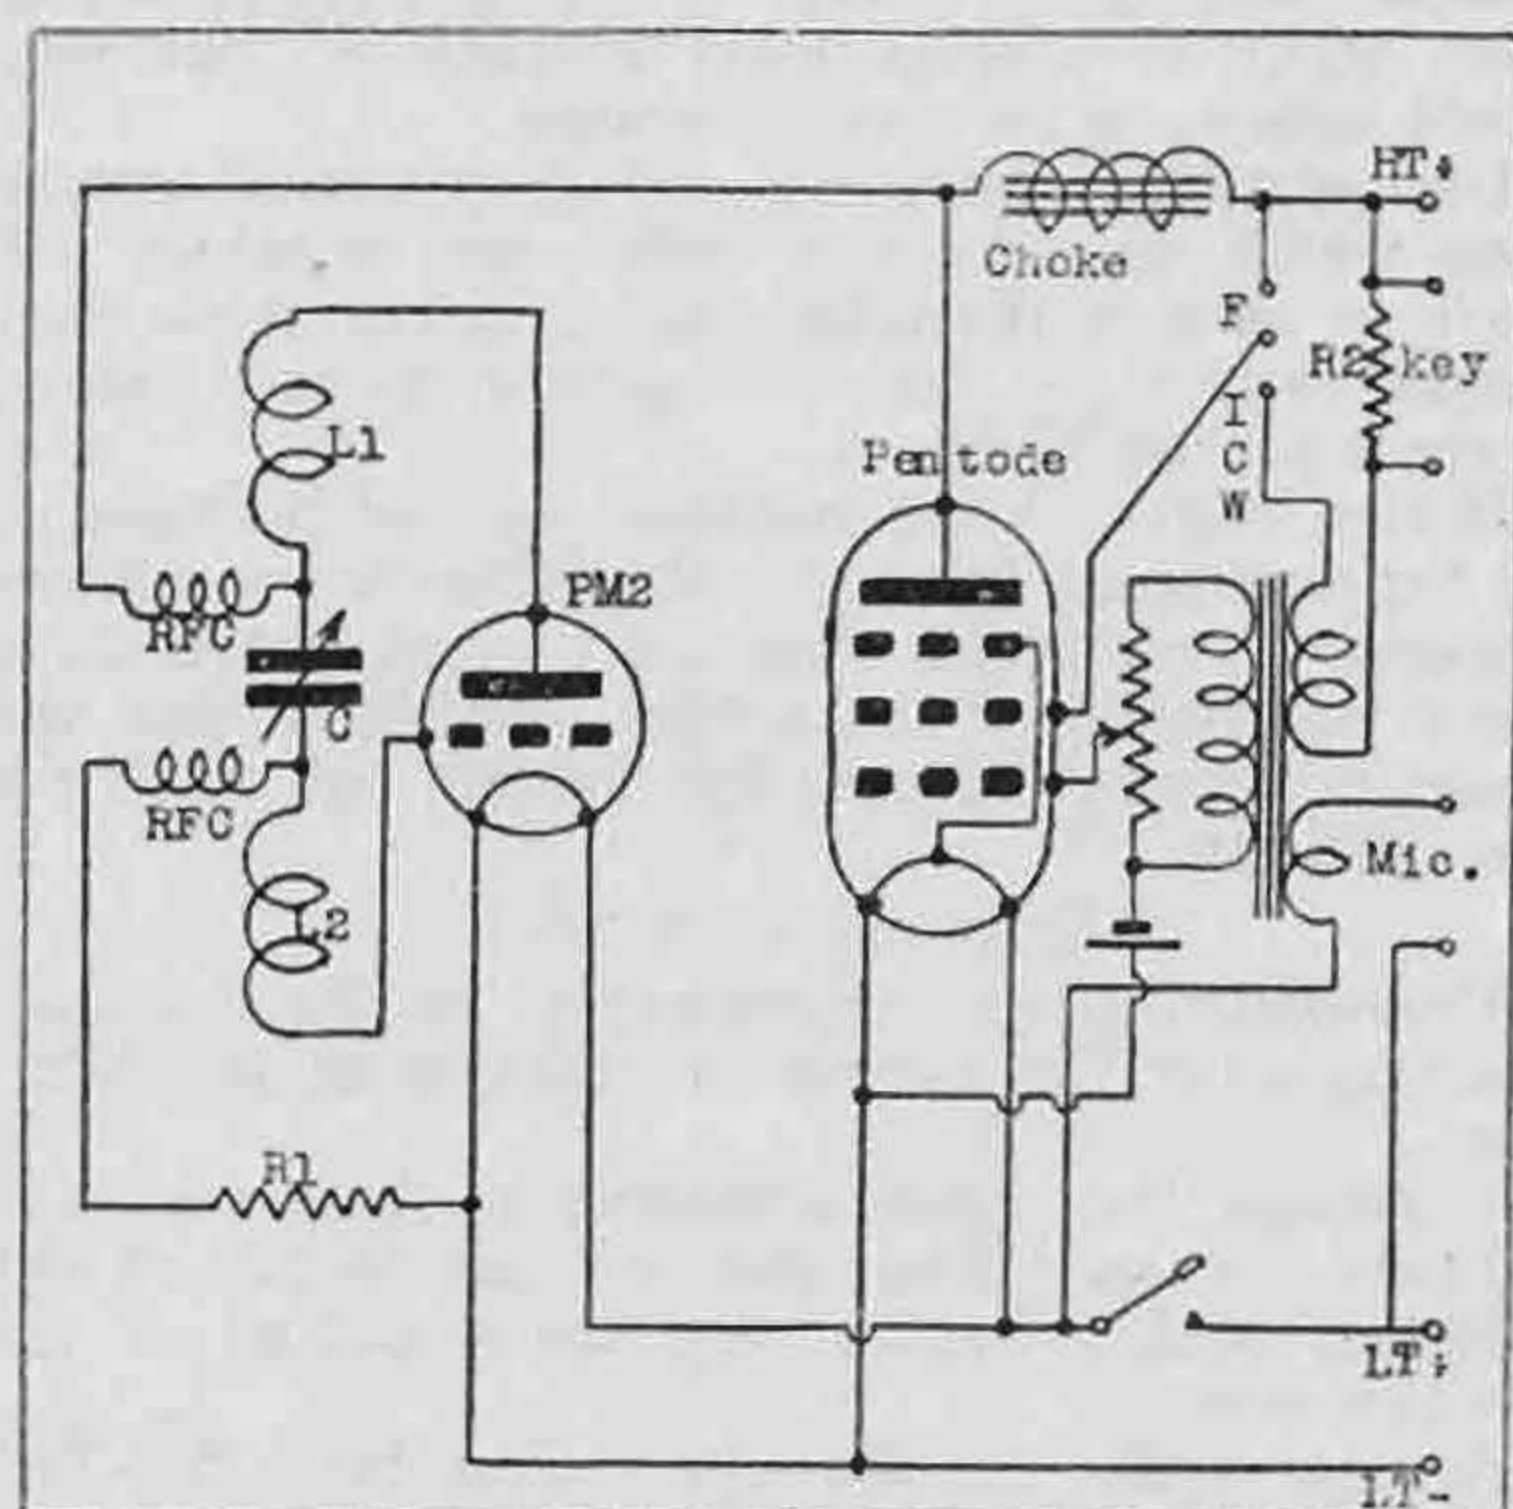 HT+
Choke
F
R2 key
L1
I
C
W
Pentode
PM2
RFC
C
RFC
Mic.
L2
R1
LT+
LT-